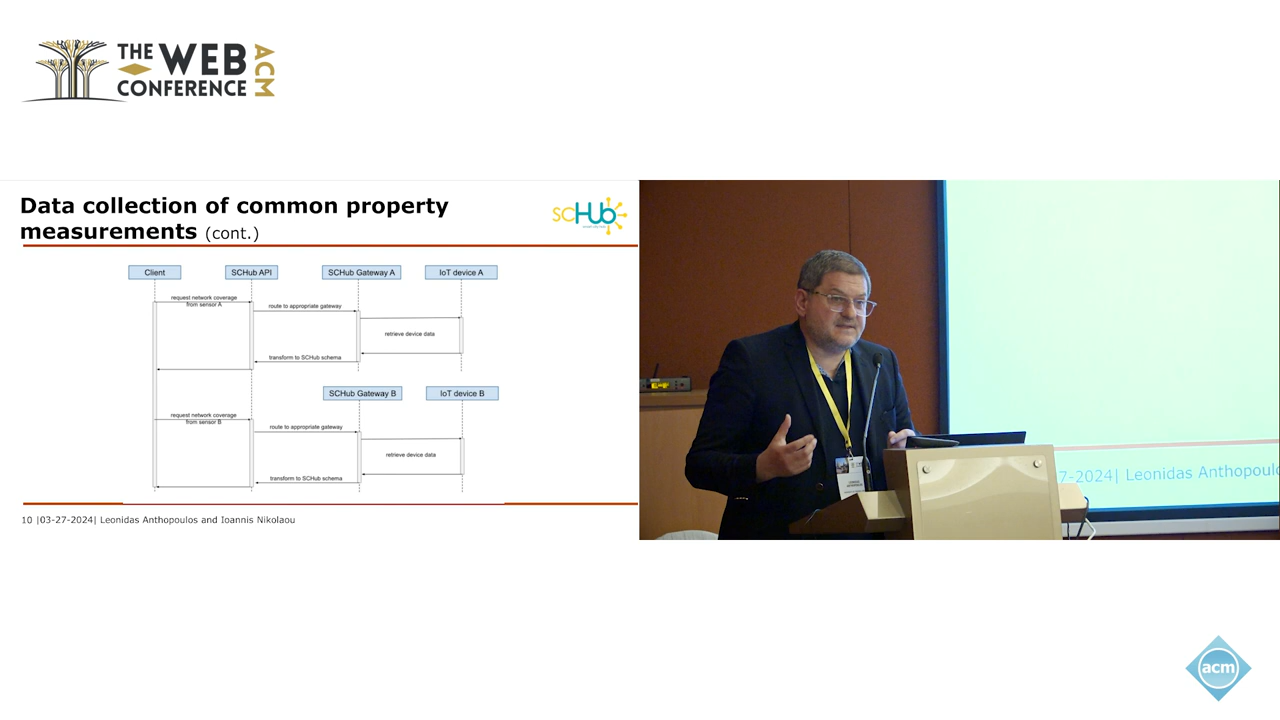 THE WEB
CONFERENCE
ACM
Data collection of common property
measurements (cont.)
scHub
Client
SCHub API
SCHub Gateway A
IoT device A
request network coverage
from sensor A
route to appropriate gateway
retrieve device data
transform to SCHub schema
SCHub Gateway B
IoT device B
request network coverage
from sensor B
route to appropriate gateway
retrieve device data
transform to SCHub schema
10 |03-27-2024| Leonidas Anthopoulos and Ioannis Nikolaou
7-2024| Leonidas Anthopoulo
acm